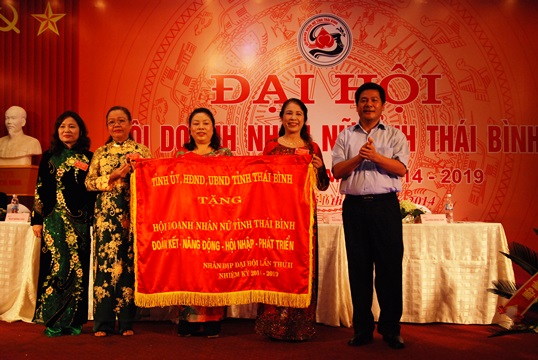 ĐẠI HỘI
HỘI DOANH NHÂN NỮ TỈNH THÁI BÌNH
14 - 2019
TỈNH ỦY, HĐND, UBND TỈNH THÁI BÌNH
TẶNG
HỘI DOANH NHÂN NỮ TỈNH THÁI BÌNH
ĐOÀN KẾT - NĂNG ĐỘNG - HỘI NHẬP - PHÁT TRIỂN
NHÂN DỊP ĐẠI HỘI LẦN THỨ II
NHIỆM KỲ 2014 - 2019